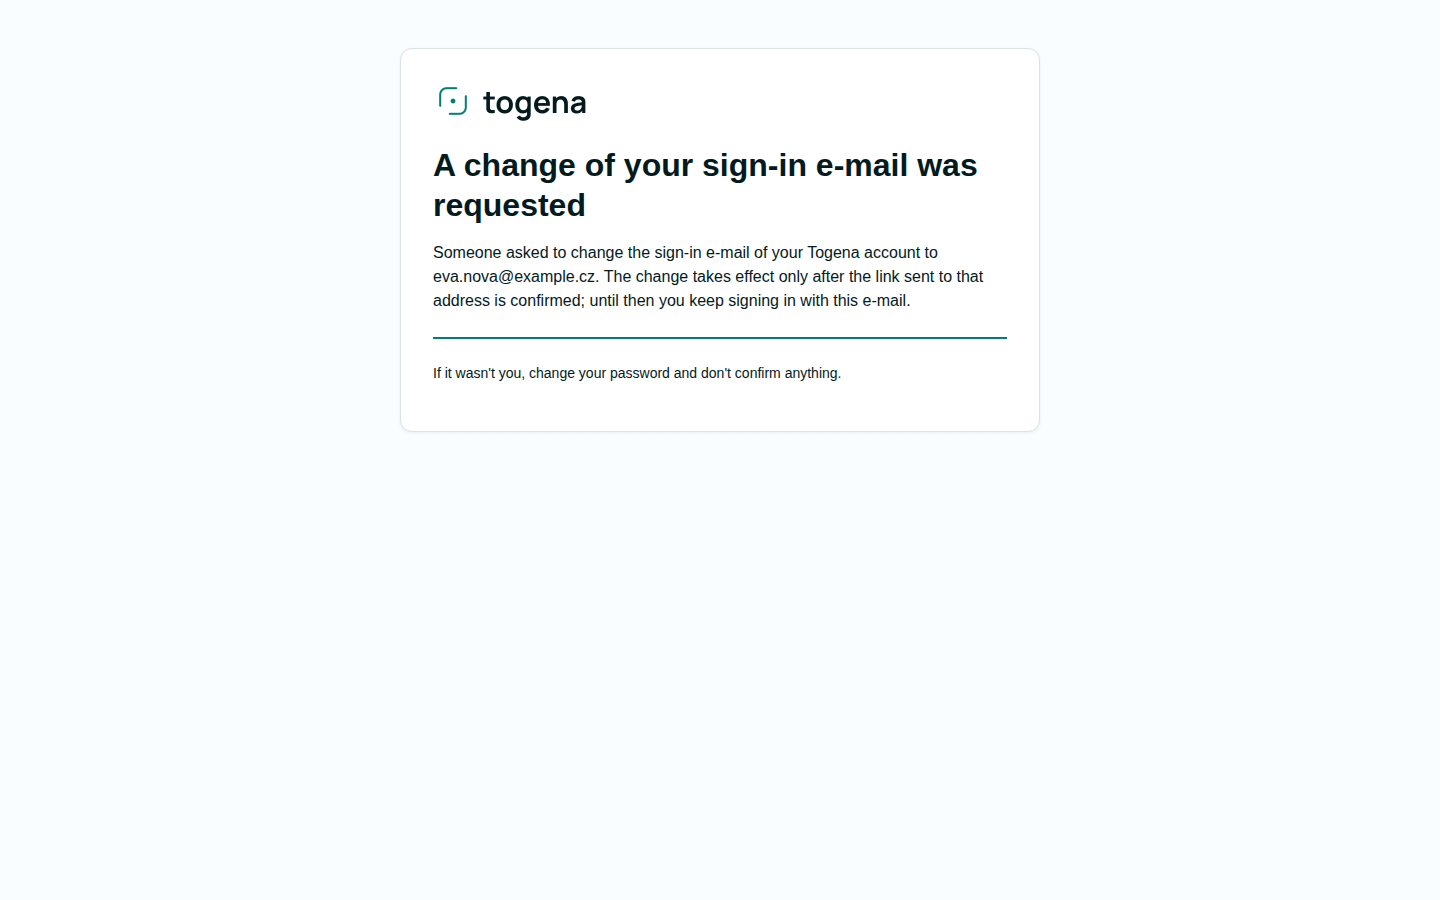 togena
A change of your sign-in e-mail was
requested
Someone asked to change the sign-in e-mail of your Togena account to
eva.nova@example.cz. The change takes effect only after the link sent to that
address is confirmed; until then you keep signing in with this e-mail.
If it wasn't you, change your password and don't confirm anything.